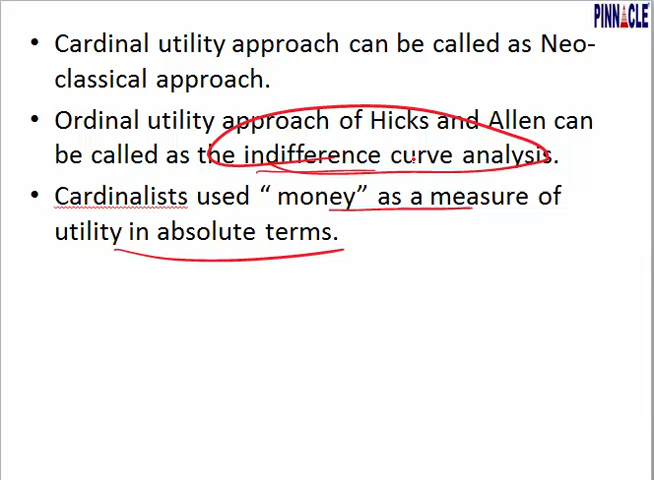 PINNACLE
• Cardinal utility approach can be called as Neo-
classical approach.
• Ordinal utility approach of Hicks and Allen can
be called as the indifference curve analysis.
• Cardinalists used “ money” as a measure of
utility in absolute terms.